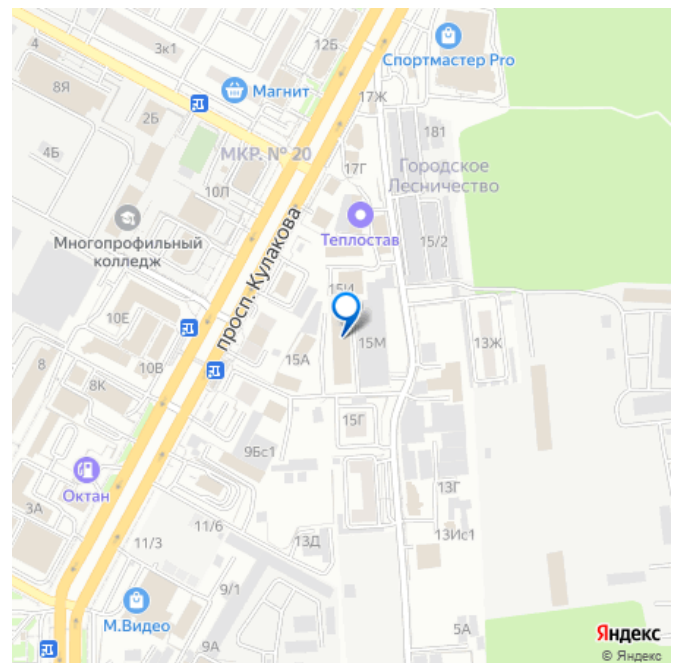 4
3к1
12Б
Спортмастер Pro
8Я
Магнит
17Ж
2Б
181
4Б
МКР. № 20
17Г
Городское
Лесничество
10Л
Многопрофильный
колледж
просп. Кулакова
Теплостав
15/2
15И
10Е
15М
13Ж
8
10В
15А
8К
15Г
9Бс1
Октан
3А
13Г
11/6
13Д
13Ис1
11/3
9/1
М.Видео
5А
Яндекс
9А
© Яндекс